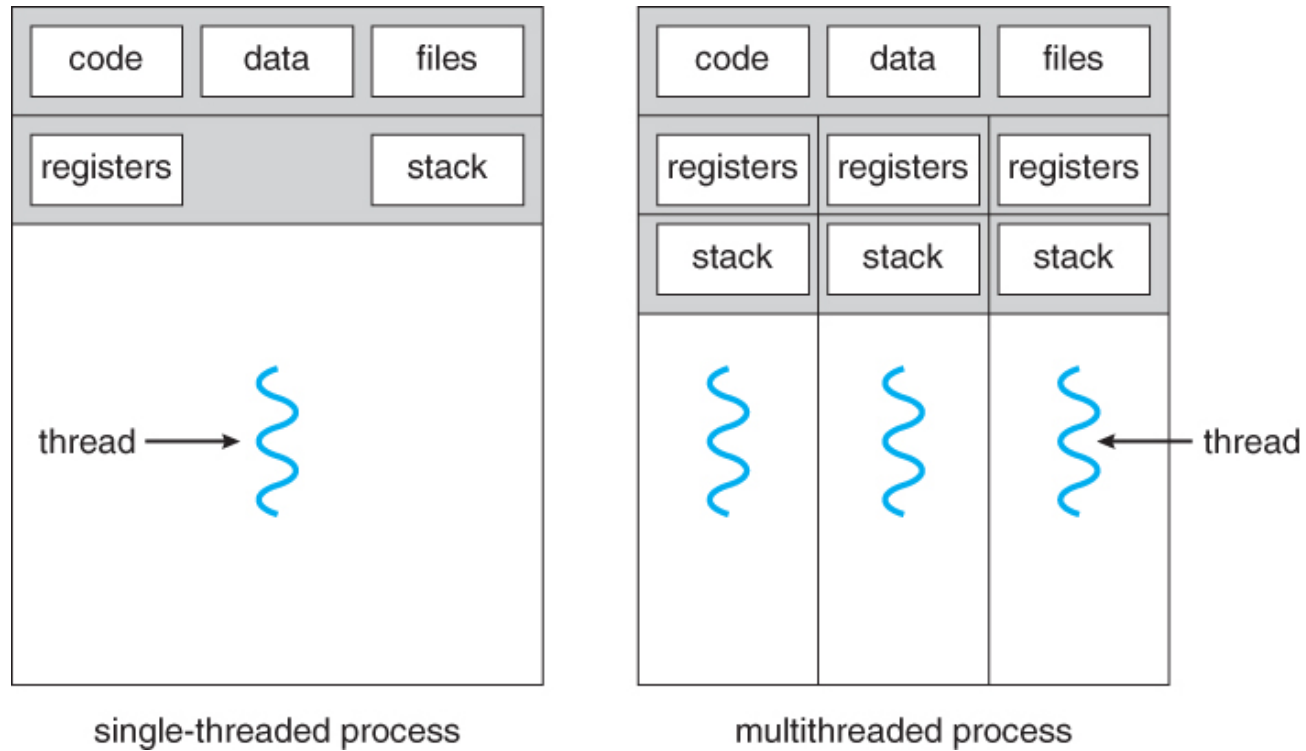 code data files
registers stack
thread
single-threaded process
code data files
registers registers registers
stack stack stack
thread
multithreaded process